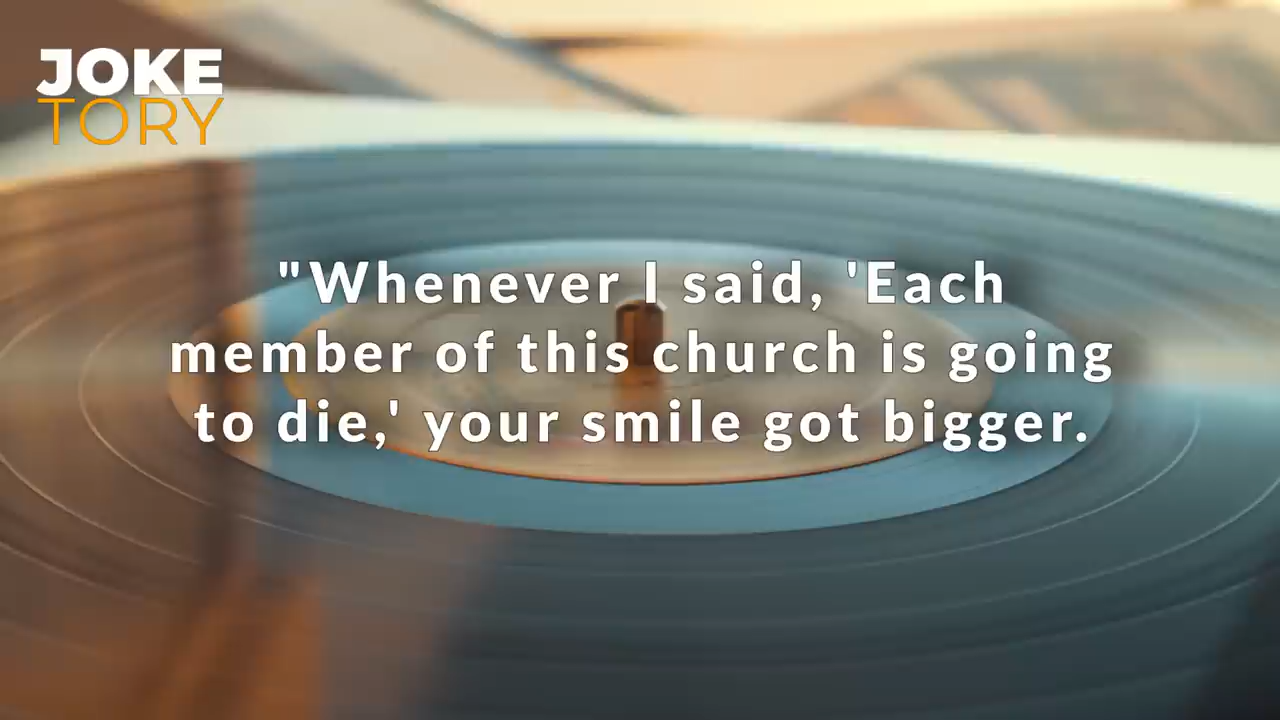 JOKE
TORY
"Whenever I said, 'Each
member of this church is going
to die,' your smile got bigger.